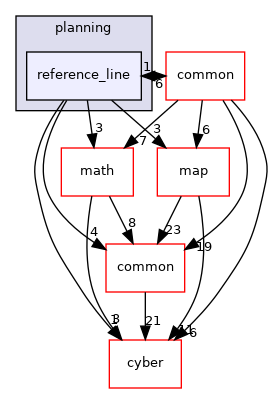 planning
reference_line
1
6
common
3
3
7
6
math
map
4
8
23
19
common
1
3
21
11
6
cyber